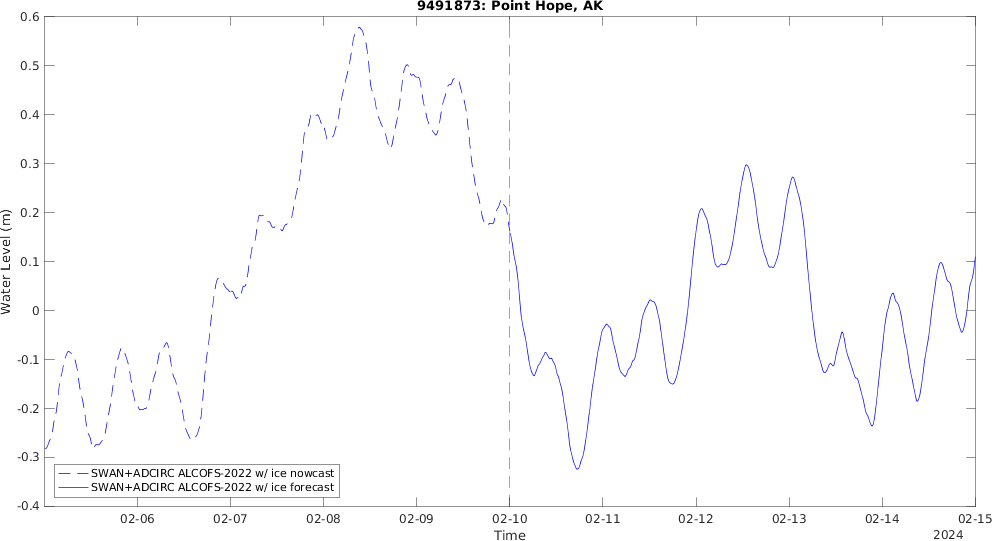 9491873: Point Hope, AK
0.6
0.5
0.4
0.3
0.2
0.1
0
-0.1
-0.2
-0.3
-0.4
Water Level (m)
SWAN+ADCIRC ALCOFS-2022 w/ ice nowcast
SWAN+ADCIRC ALCOFS-2022 w/ ice forecast
02-06 02-07 02-08 02-09 02-10 02-11 02-12 02-13 02-14 02-15
Time
2024